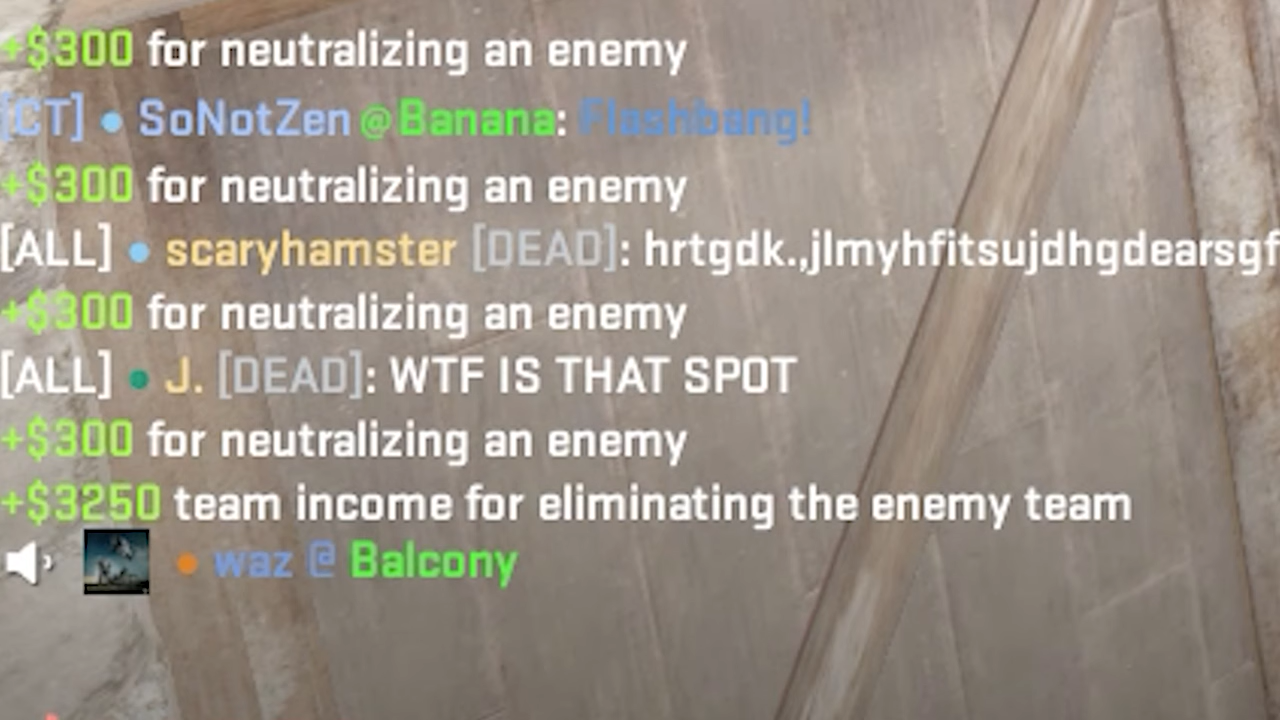 +$300 for neutralizing an enemy
[CT] • SoNotZen @Banana: Flashbang!
+$300 for neutralizing an enemy
[ALL] • scaryhamster [DEAD]: hrtgdk.,jlmyhfitsujdhgdearsgf
+$300 for neutralizing an enemy
[ALL] • J. [DEAD]: WTF IS THAT SPOT
+$300 for neutralizing an enemy
+$3250 team income for eliminating the enemy team
• waz @ Balcony